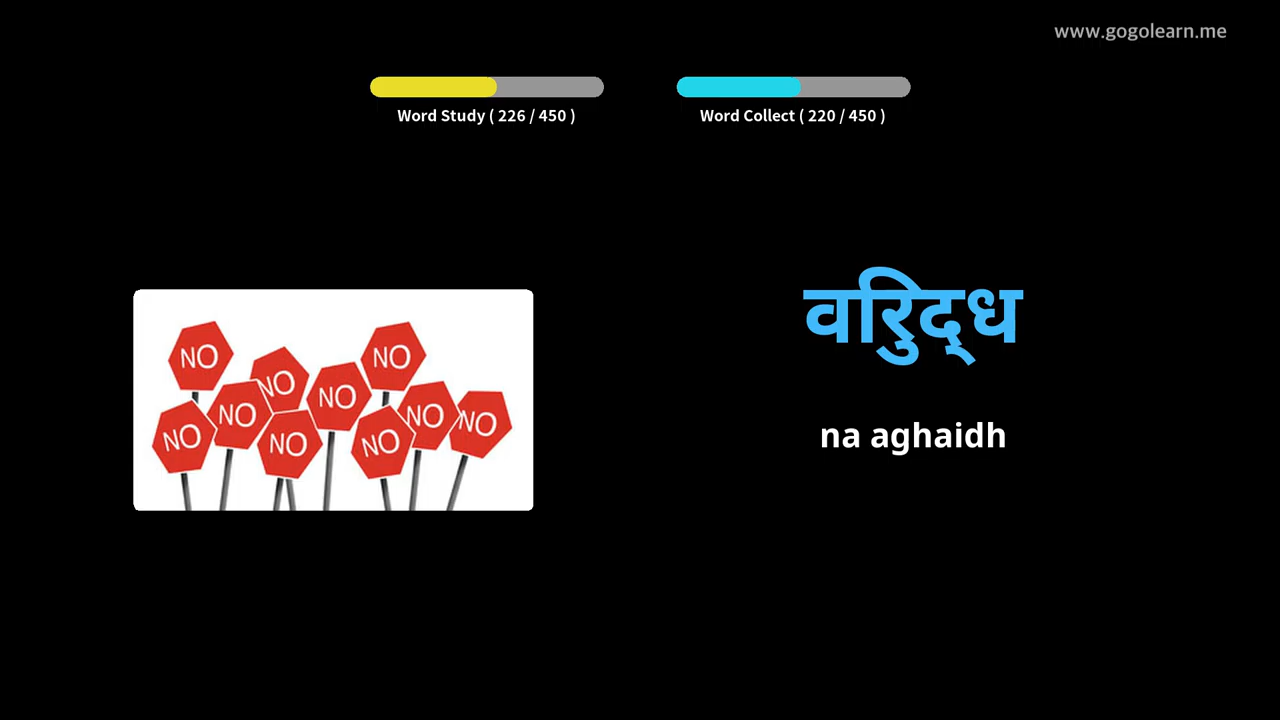 www.gogolearn.me
Word Study ( 226 / 450 )
Word Collect ( 220 / 450 )
NO
NO
NO
NO
NO
NO
NO
NO
NO
NO
वरिुद्ध
na aghaidh